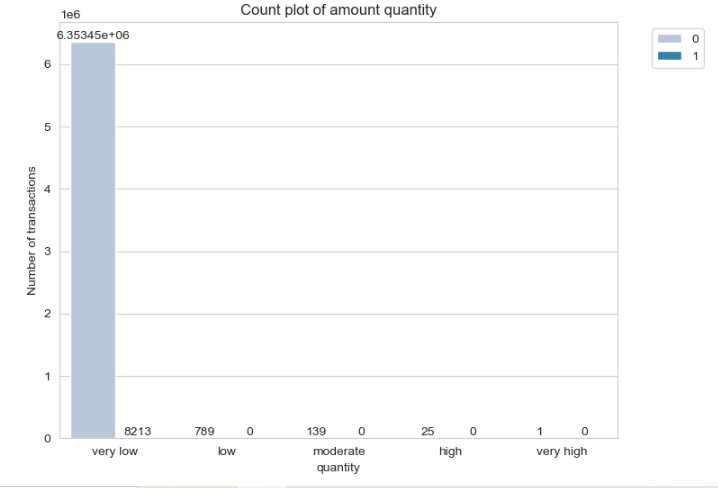 Count plot of amount quantity
1e6
6.35345e+06
0
1
6
5
4
3
2
1
0
Number of transactions
8213
789
0
139
0
25
0
1
0
very low
low
moderate
high
very high
quantity